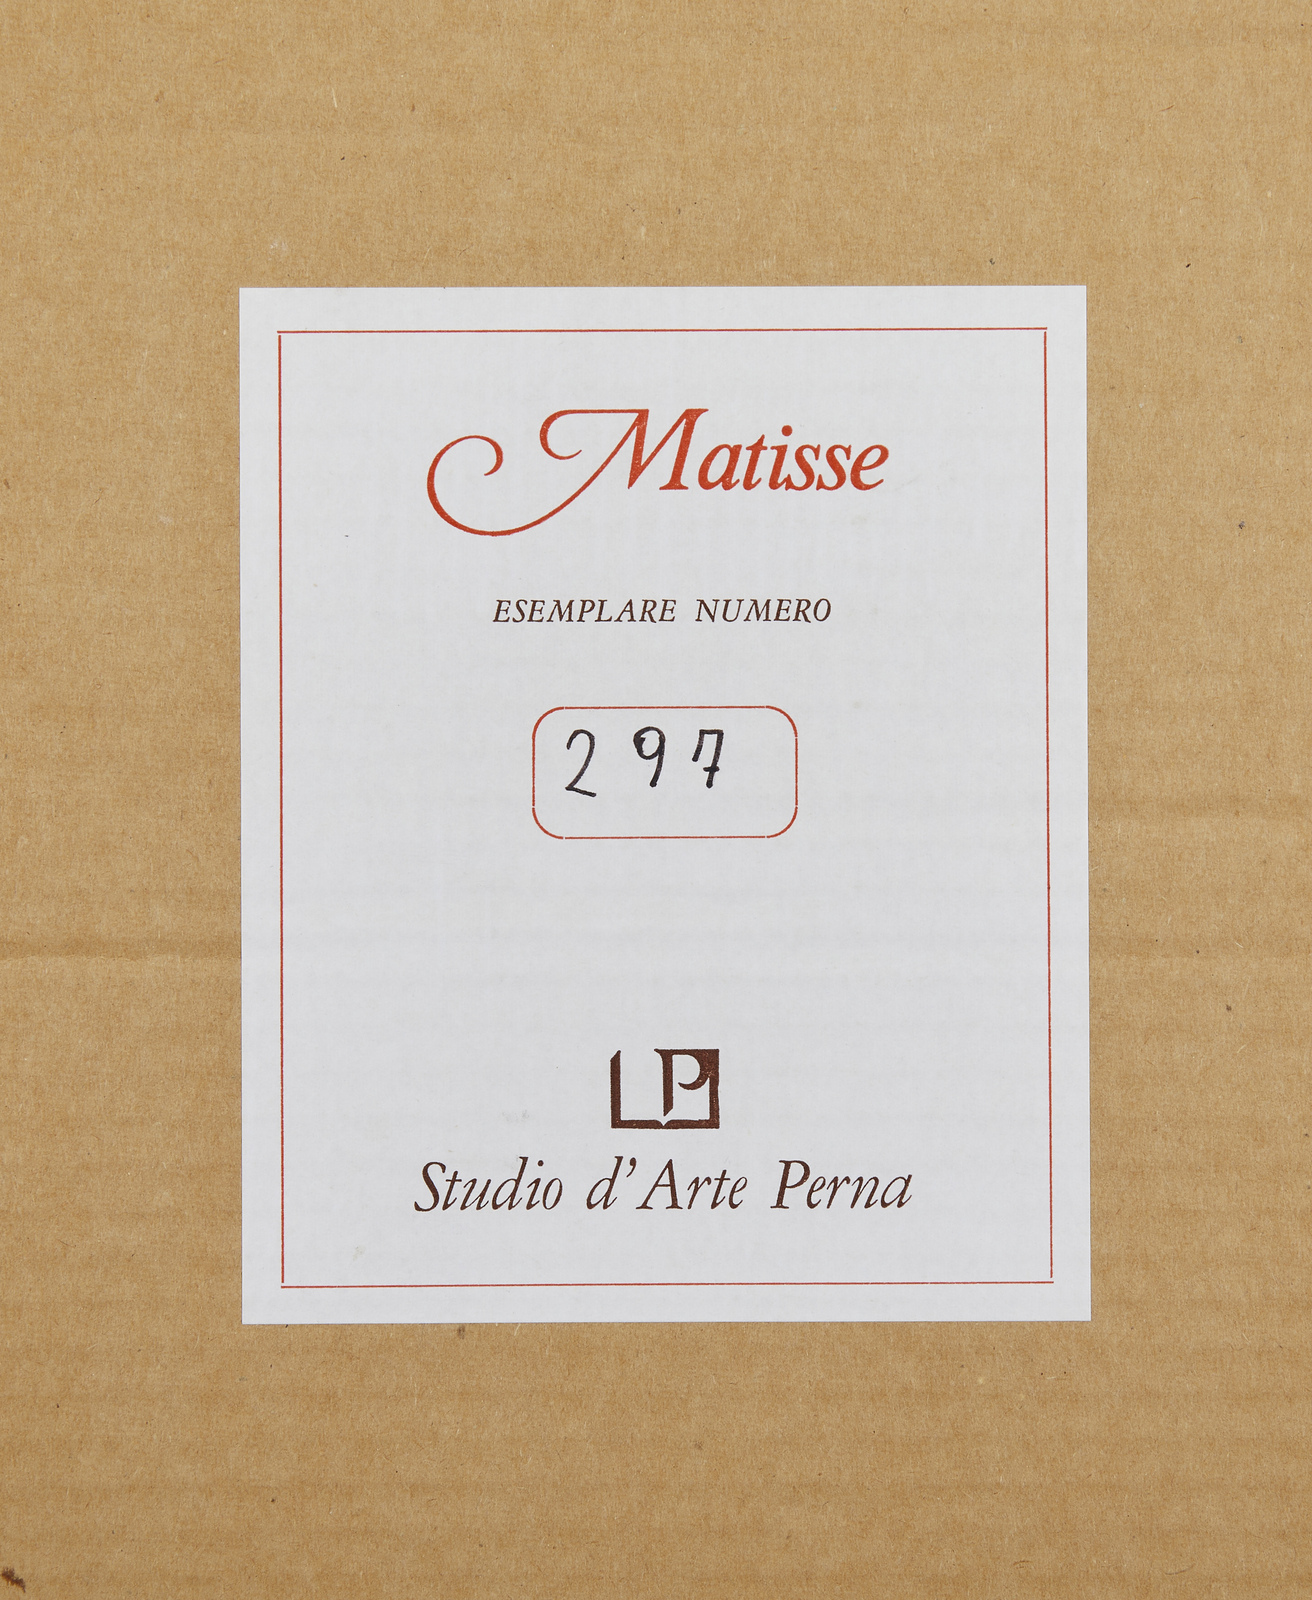 Matisse
ESEMPLARE NUMERO
297
LP
Studio d'Arte Perna